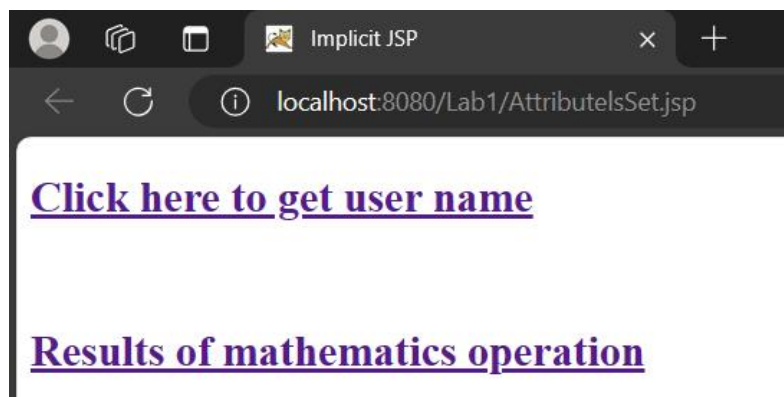 Implicit JSP
localhost:8080/Lab1/AttributeIsSet.jsp
Click here to get user name
Results of mathematics operation